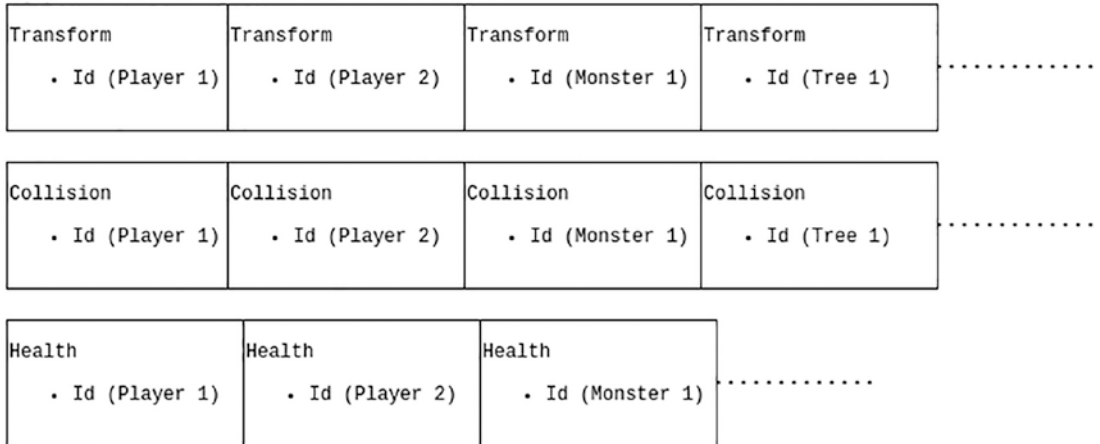 Transform Transform Transform Transform
• Id (Player 1) • Id (Player 2) • Id (Monster 1) • Id (Tree 1)
Collision Collision Collision Collision
• Id (Player 1) • Id (Player 2) • Id (Monster 1) • Id (Tree 1)
Health Health Health
• Id (Player 1) • Id (Player 2) • Id (Monster 1)